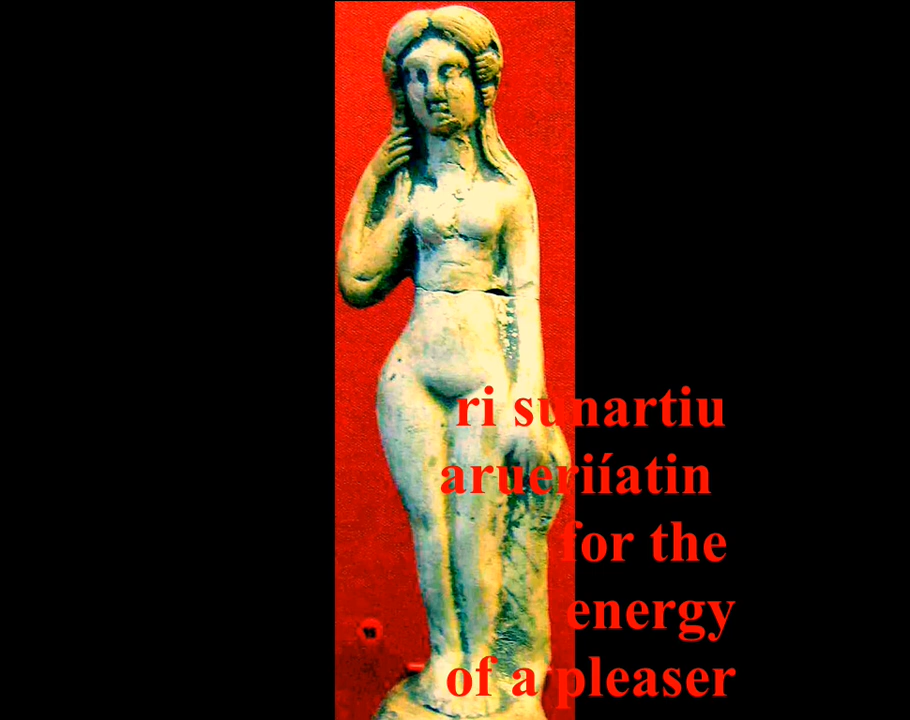 ri sunartiu
arueriíatin
for the
energy
of a pleaser